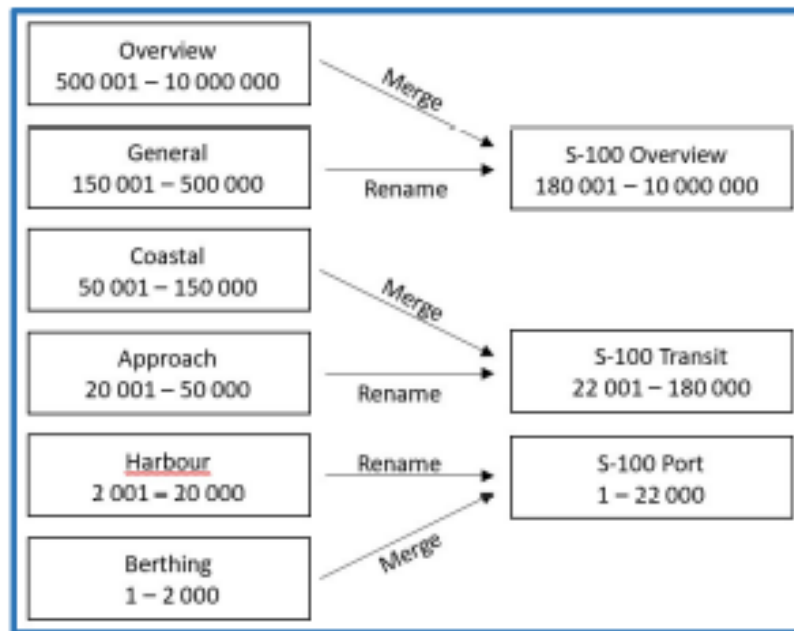 Overview
500 001 – 10 000 000
Merge
General
150 001 – 500 000
Rename
S-100 Overview
180 001 – 10 000 000
Coastal
50 001 – 150 000
Merge
Approach
20 001 – 50 000
Rename
S-100 Transit
22 001 – 180 000
Harbour
2 001 = 20 000
Rename
S-100 Port
1 – 22 000
Berthing
1 – 2 000
Merge